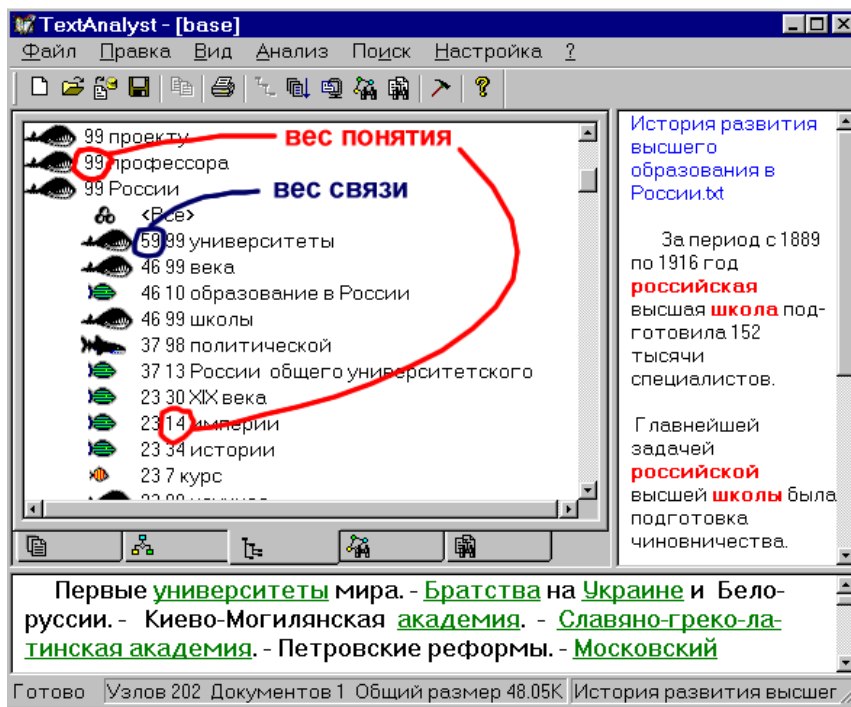 TextAnalyst - [base]
Файл Правка Вид Анализ Поиск Настройка ?
99 проекту
вес понятия
99 профессора
99 России
вес связи
<Все>
59 99 университеты
46 99 века
46 10 образование в России
46 99 школы
37 98 политической
37 13 России общего университетского
23 30 XIX века
23 14 империи
23 34 истории
23 7 курс
История развития
высшего
образования в
России.txt
За период с 1889
по 1916 год
российская
высшая школа под-
готовила 152
тысячи
специалистов.
Главнейшей
задачей
российской
высшей школы была
подготовка
чиновничества.
Первые университеты мира. - Братства на Украине и Бело-
руссии. - Киево-Могилянская академия. - Славяно-греко-ла-
тинская академия. - Петровские реформы. - Московский
Готово Узлов 202 Документов 1 Общий размер 48.05K История развития высшег